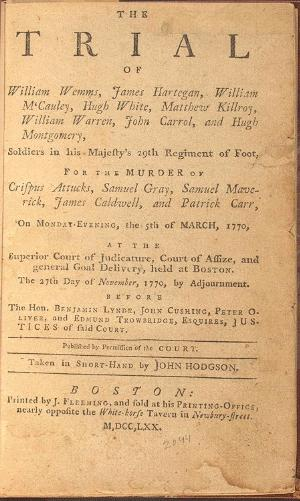 THE
TRIAL
OF
William Wemms, James Hartegan, William
M'Cauley, Hugh White, Matthew Killroy,
William Warren, John Carrol, and Hugh
Montgomery,
Soldiers in his Majesty's 29th Regiment of Foot,
FOR THE MURDER OF
Crispus Attucks, Samuel Gray, Samuel Mave-
rick, James Caldwell, and Patrick Carr,
On MONDAY-EVENING, the 5th of MARCH, 1770,
AT THE
Superior Court of Judicature, Court of Assize, and
general Goal Delivery, held at BOSTON.
The 27th Day of November, 1770, by Adjournment.
BEFORE
The Hon. BENJAMIN LYNDE, JOHN CUSHING, PETER O-
LIVER, and EDMUND TROWBRIDGE, ESQUIRES, JUS-
TICES of said COURT.
Published by Permission of the COURT.
Taken in SHORT-HAND by JOHN HODGSON.
BOSTON:
Printed by J. FLEEMING, and sold at his PRINTING-OFFICE,
nearly opposite the White-horse Tavern in Newbury-street.
M,DCC,LXX.